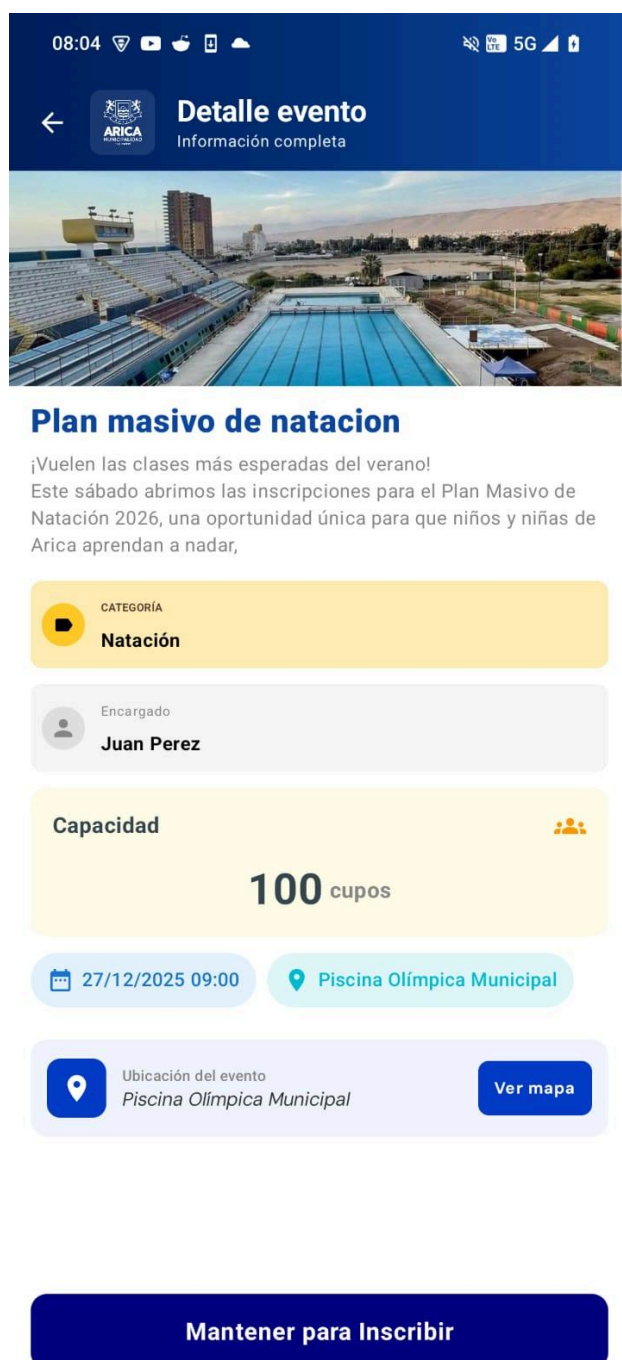 08:04
Vo
LTE
5G
ARICA
MUNICIPALIDAD
Detalle evento
Información completa
Plan masivo de natacion
¡Vuelen las clases más esperadas del verano!
Este sábado abrimos las inscripciones para el Plan Masivo de
Natación 2026, una oportunidad única para que niños y niñas de
Arica aprendan a nadar,
CATEGORÍA
Natación
Encargado
Juan Perez
Capacidad
100 cupos
27/12/2025 09:00
Piscina Olímpica Municipal
Ubicación del evento
Piscina Olímpica Municipal
Ver mapa
Mantener para Inscribir